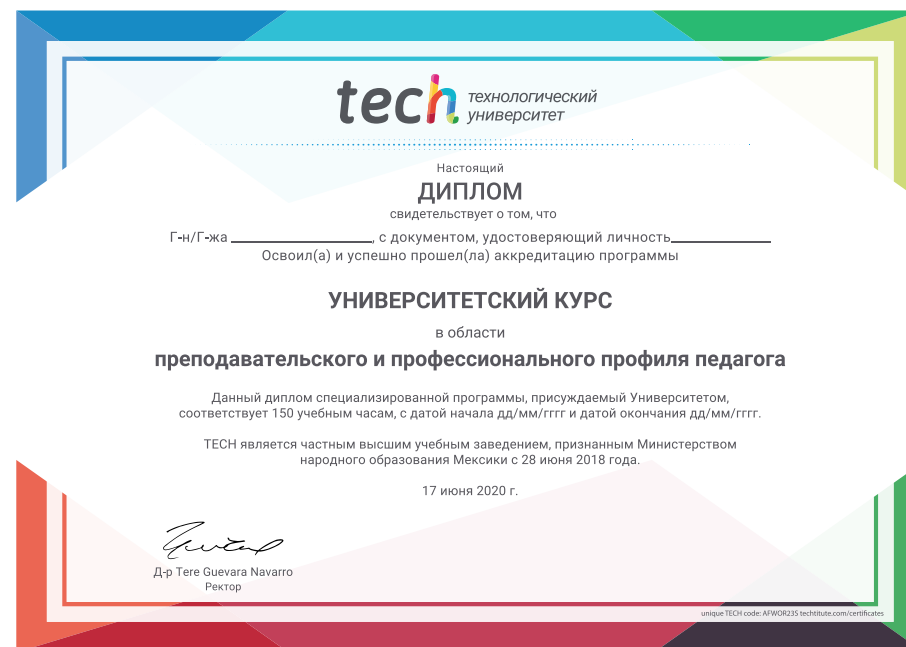 tech технологический
университет
Настоящий
ДИПЛОМ
свидетельствует о том, что
Г-н/Г-жа , с документом, удостоверяющий личность
Освоил(а) и успешно прошел(ла) аккредитацию программы
УНИВЕРСИТЕТСКИЙ КУРС
в области
преподавательского и профессионального профиля педагога
Данный диплом специализированной программы, присуждаемый Университетом,
соответствует 150 учебным часам, с датой начала дд/мм/гггг и датой окончания дд/мм/гггг.
TECH является частным высшим учебным заведением, признанным Министерством
народного образования Мексики с 28 июня 2018 года.
17 июня 2020 г.
Д-р Tere Guevara Navarro
Ректор
unique TECH code: AFWOR23S techtitute.com/certificates